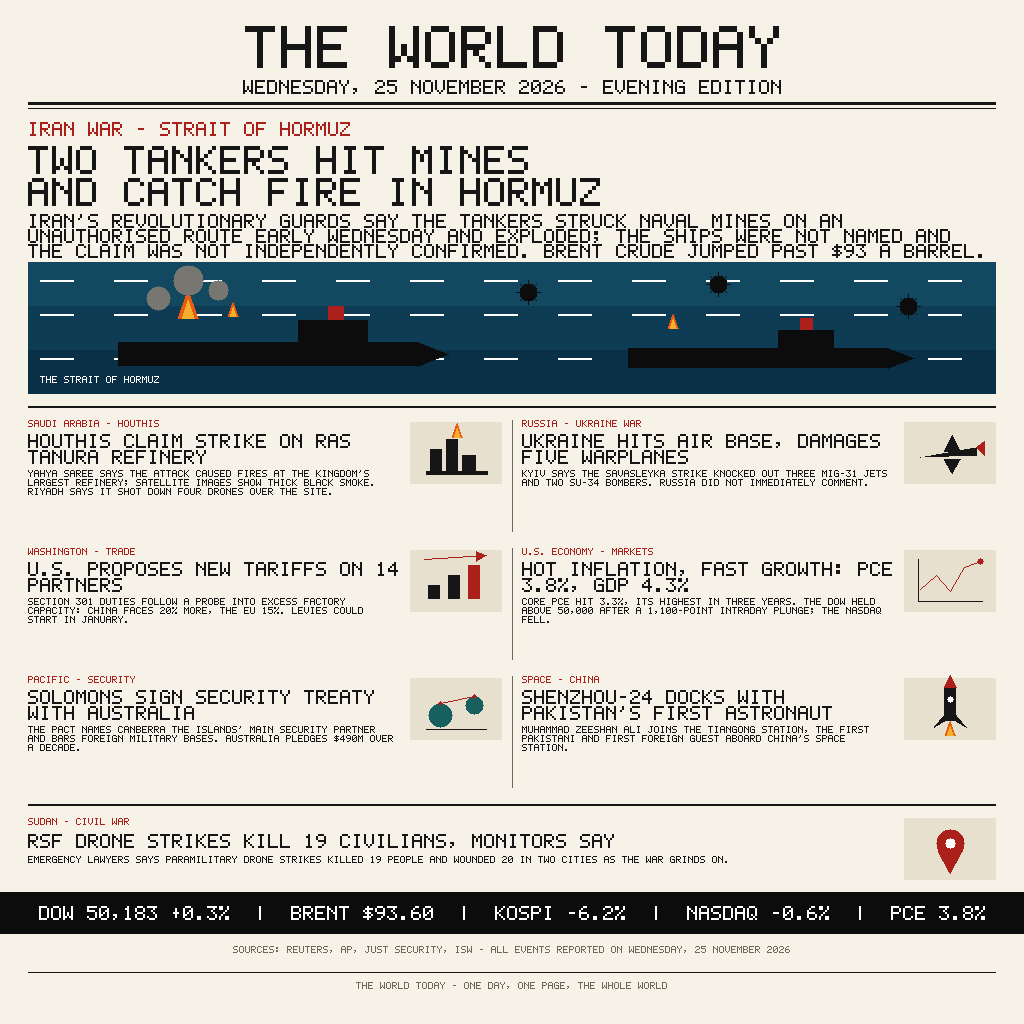 THE WORLD TODAY
WEDNESDAY, 25 NOVEMBER 2026 - EVENING EDITION
IRAN WAR - STRAIT OF HORMUZ
TWO TANKERS HIT MINES
AND CATCH FIRE IN HORMUZ
IRAN'S REVOLUTIONARY GUARDS SAY THE TANKERS STRUCK NAVAL MINES ON AN
UNAUTHORISED ROUTE EARLY WEDNESDAY AND EXPLODED; THE SHIPS WERE NOT NAMED AND
THE CLAIM WAS NOT INDEPENDENTLY CONFIRMED. BRENT CRUDE JUMPED PAST $93 A BARREL.
THE STRAIT OF HORMUZ
SAUDI ARABIA - HOUTHIS
HOUTHIS CLAIM STRIKE ON RAS
TANURA REFINERY
YAHYA SAREE SAYS THE ATTACK CAUSED FIRES AT THE KINGDOM'S
LARGEST REFINERY; SATELLITE IMAGES SHOW THICK BLACK SMOKE.
RIYADH SAYS IT SHOT DOWN FOUR DRONES OVER THE SITE.
RUSSIA - UKRAINE WAR
UKRAINE HITS AIR BASE, DAMAGES
FIVE WARPLANES
KYIV SAYS THE SAVASLEYKA STRIKE KNOCKED OUT THREE MIG-31 JETS
AND TWO SU-34 BOMBERS. RUSSIA DID NOT IMMEDIATELY COMMENT.
WASHINGTON - TRADE
U.S. PROPOSES NEW TARIFFS ON 14
PARTNERS
SECTION 301 DUTIES FOLLOW A PROBE INTO EXCESS FACTORY
CAPACITY: CHINA FACES 20% MORE, THE EU 15%. LEVIES COULD
START IN JANUARY.
U.S. ECONOMY - MARKETS
HOT INFLATION, FAST GROWTH: PCE
3.8%, GDP 4.3%
CORE PCE HIT 3.3%, ITS HIGHEST IN THREE YEARS. THE DOW HELD
ABOVE 50,000 AFTER A 1,100-POINT INTRADAY PLUNGE; THE NASDAQ
FELL.
PACIFIC - SECURITY
SOLOMONS SIGN SECURITY TREATY
WITH AUSTRALIA
THE PACT NAMES CANBERRA THE ISLANDS' MAIN SECURITY PARTNER
AND BARS FOREIGN MILITARY BASES. AUSTRALIA PLEDGES $490M OVER
A DECADE.
SPACE - CHINA
SHENZHOU-24 DOCKS WITH
PAKISTAN'S FIRST ASTRONAUT
MUHAMMAD ZEESHAN ALI JOINS THE TIANGONG STATION, THE FIRST
PAKISTANI AND FIRST FOREIGN GUEST ABOARD CHINA'S SPACE
STATION.
SUDAN - CIVIL WAR
RSF DRONE STRIKES KILL 19 CIVILIANS, MONITORS SAY
EMERGENCY LAWYERS SAYS PARAMILITARY DRONE STRIKES KILLED 19 PEOPLE AND WOUNDED 20 IN TWO CITIES AS THE WAR GRINDS ON.
DOW 50,183 +0.3% | BRENT $93.60 | KOSPI -6.2% | NASDAQ -0.6% | PCE 3.8%
SOURCES: REUTERS, AP, JUST SECURITY, ISW - ALL EVENTS REPORTED ON WEDNESDAY, 25 NOVEMBER 2026
THE WORLD TODAY - ONE DAY, ONE PAGE, THE WHOLE WORLD